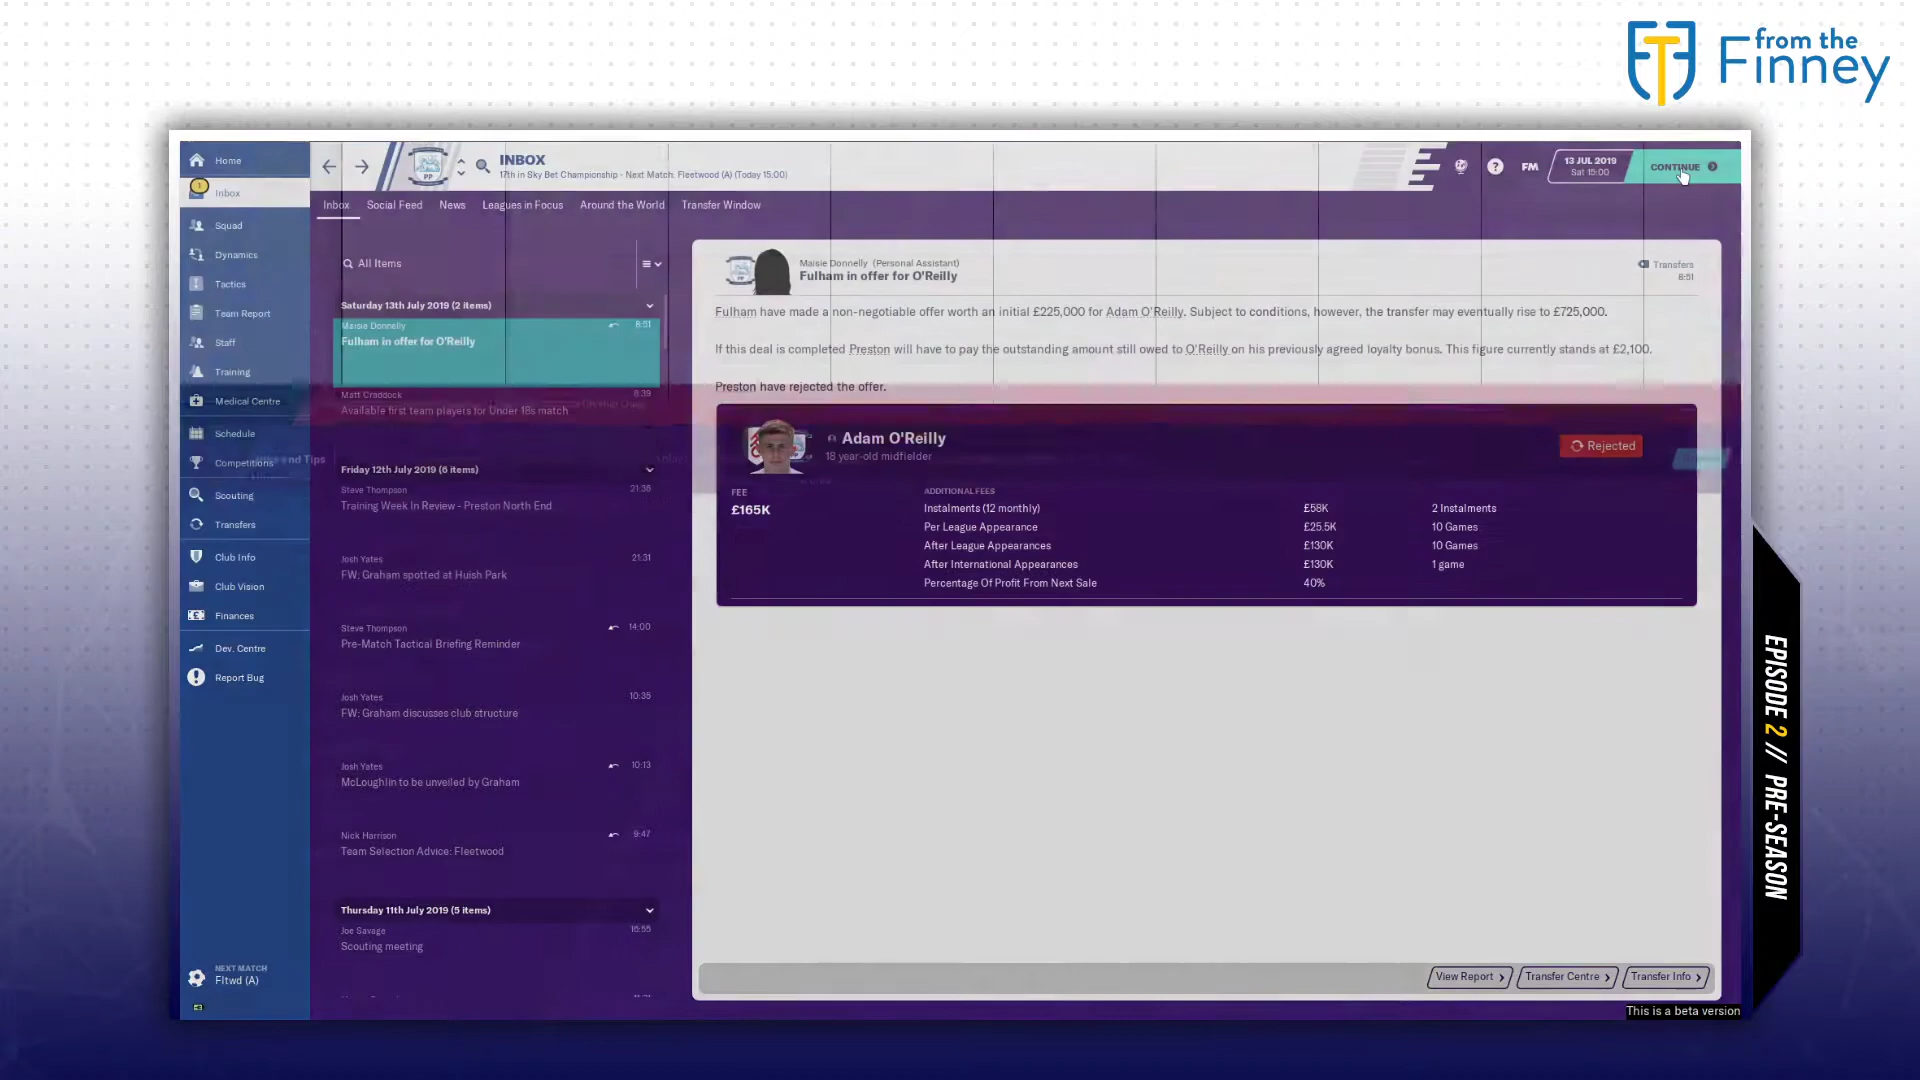 from the
Finney
Home
1
Inbox
Squad
Dynamics
Tactics
Team Report
Staff
Training
Medical Centre
Schedule
Competitions
Scouting
Transfers
Club Info
Club Vision
Finances
Dev. Centre
Report Bug
NEXT MATCH
Fltwd (A)
PP
INBOX
17th in Sky Bet Championship - Next Match: Fleetwood (A) (Today 15:00)
FM
13 JUL 2019
Sat 15:00
CONTINUE
Inbox
Social Feed
News
Leagues in Focus
Around the World
Transfer Window
All Items
Saturday 13th July 2019 (2 items)
Maisie Donnelly
8:51
Fulham in offer for O'Reilly
Matt Craddock
8:39
Available first team players for Under 18s match
Friday 12th July 2019 (6 items)
Steve Thompson
21:36
Training Week In Review - Preston North End
Josh Yates
21:31
FW: Graham spotted at Huish Park
Steve Thompson
14:00
Pre-Match Tactical Briefing Reminder
Josh Yates
10:35
FW: Graham discusses club structure
Josh Yates
10:13
McLoughlin to be unveiled by Graham
Nick Harrison
9:47
Team Selection Advice: Fleetwood
Thursday 11th July 2019 (5 items)
Joe Savage
16:55
Scouting meeting
Maisie Donnelly (Personal Assistant)
Fulham in offer for O'Reilly
Transfers
8:51
Fulham have made a non-negotiable offer worth an initial £225,000 for Adam O'Reilly. Subject to conditions, however, the transfer may eventually rise to £725,000.
If this deal is completed Preston will have to pay the outstanding amount still owed to O'Reilly on his previously agreed loyalty bonus. This figure currently stands at £2,100.
Preston have rejected the offer.
Adam O'Reilly
18 year-old midfielder
Rejected
FEE
£165K
ADDITIONAL FEES
Instalments (12 monthly) £58K 2 Instalments
Per League Appearance £25.5K 10 Games
After League Appearances £130K 10 Games
After International Appearances £130K 1 game
Percentage Of Profit From Next Sale 40%
View Report
Transfer Centre
Transfer Info
This is a beta version
EPISODE 2 // PRE-SEASON